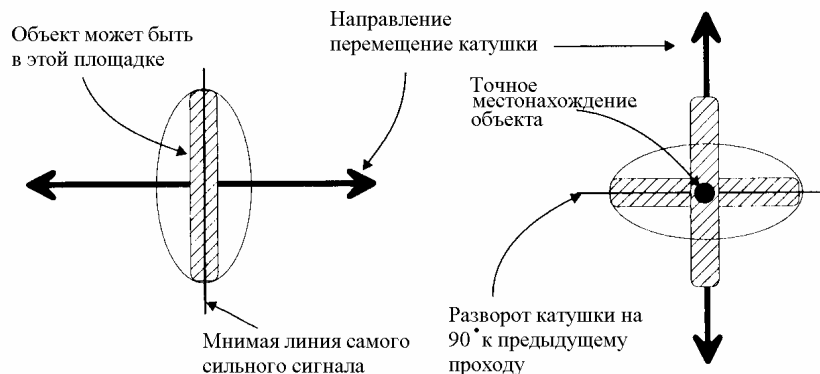 Объект может быть
в этой площадке
Направление
перемещение катушки
Точное
местонахождение
объекта
Мнимая линия самого
сильного сигнала
Разворот катушки на
90˚ к предыдущему
проходу